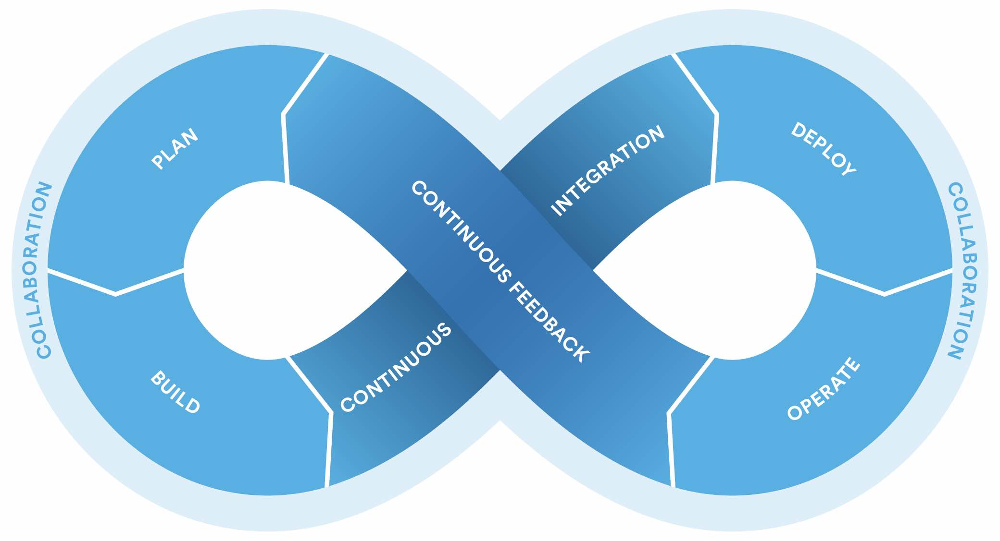 COLLABORATION
PLAN
BUILD
CONTINUOUS
INTEGRATION
DEPLOY
OPERATE
CONTINUOUS FEEDBACK
COLLABORATION